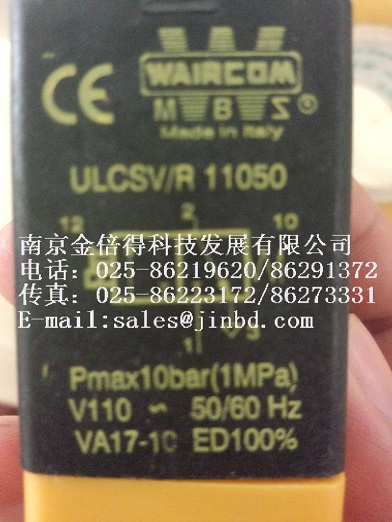 CE WAIRCOM
MBS®
Made in Italy
ULCSV/R 11050
12 2 10
南京金倍得科技发展有限公司
电话：025-86219620/86291372
传真：025-86223172/86273331
E-mail:sales@jinbd.com
1 3
Pmax10bar(1MPa)
V110 ~ 50/60 Hz
VA17-10 ED100%